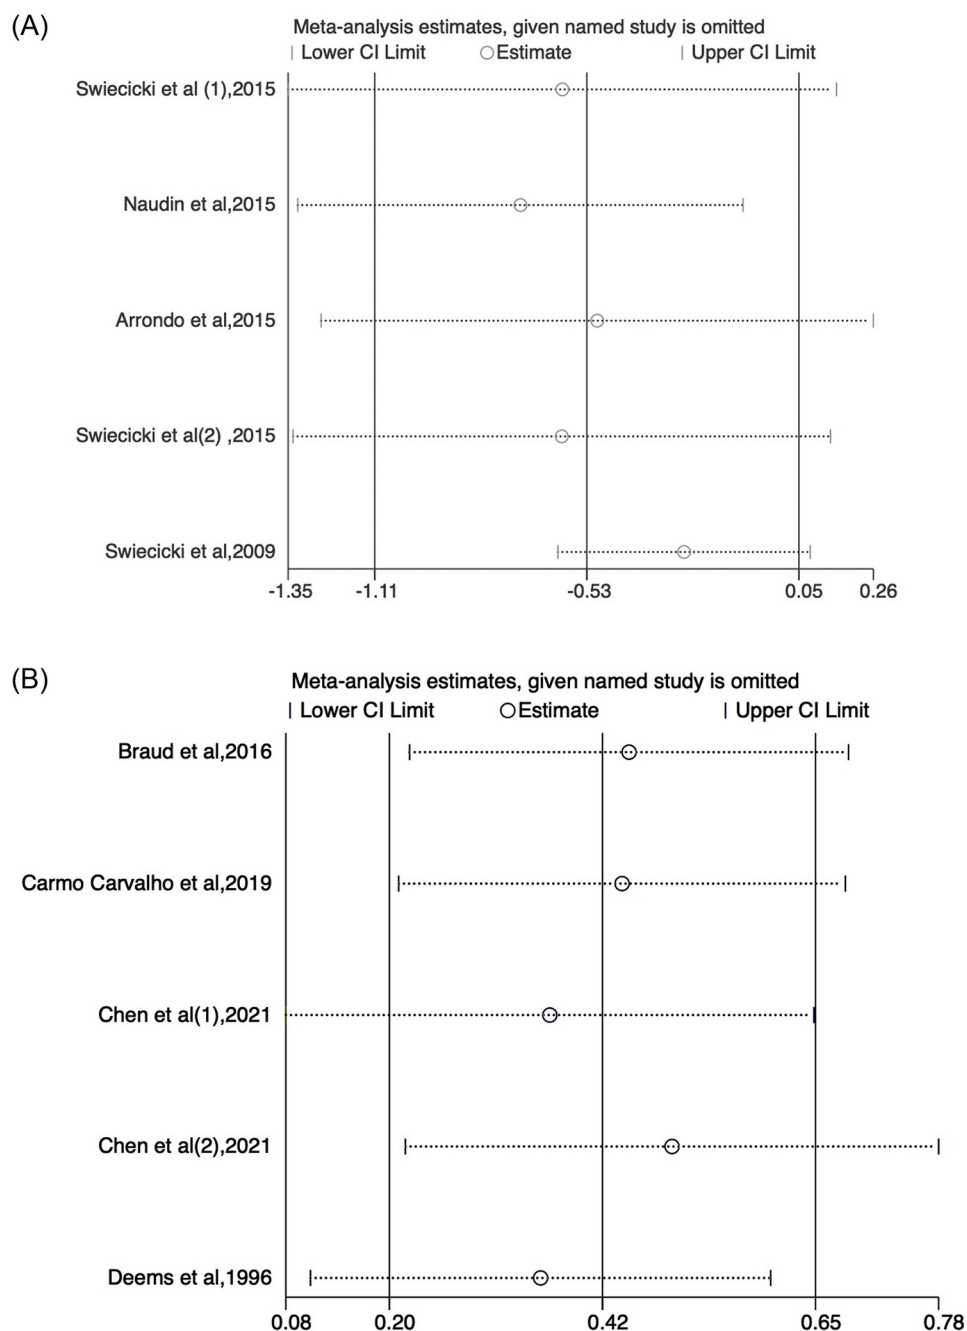 (A)
Meta-analysis estimates, given named study is omitted
| Lower CI Limit ○Estimate | Upper CI Limit
Swiecicki et al (1),2015
Naudin et al,2015
Arrondo et al,2015
Swiecicki et al(2) ,2015
Swiecicki et al,2009
-1.35 -1.11 -0.53 0.05 0.26
(B)
Meta-analysis estimates, given named study is omitted
| Lower CI Limit ○Estimate | Upper CI Limit
Braud et al,2016
Carmo Carvalho et al,2019
Chen et al(1),2021
Chen et al(2),2021
Deems et al,1996
0.08 0.20 0.42 0.65 0.78